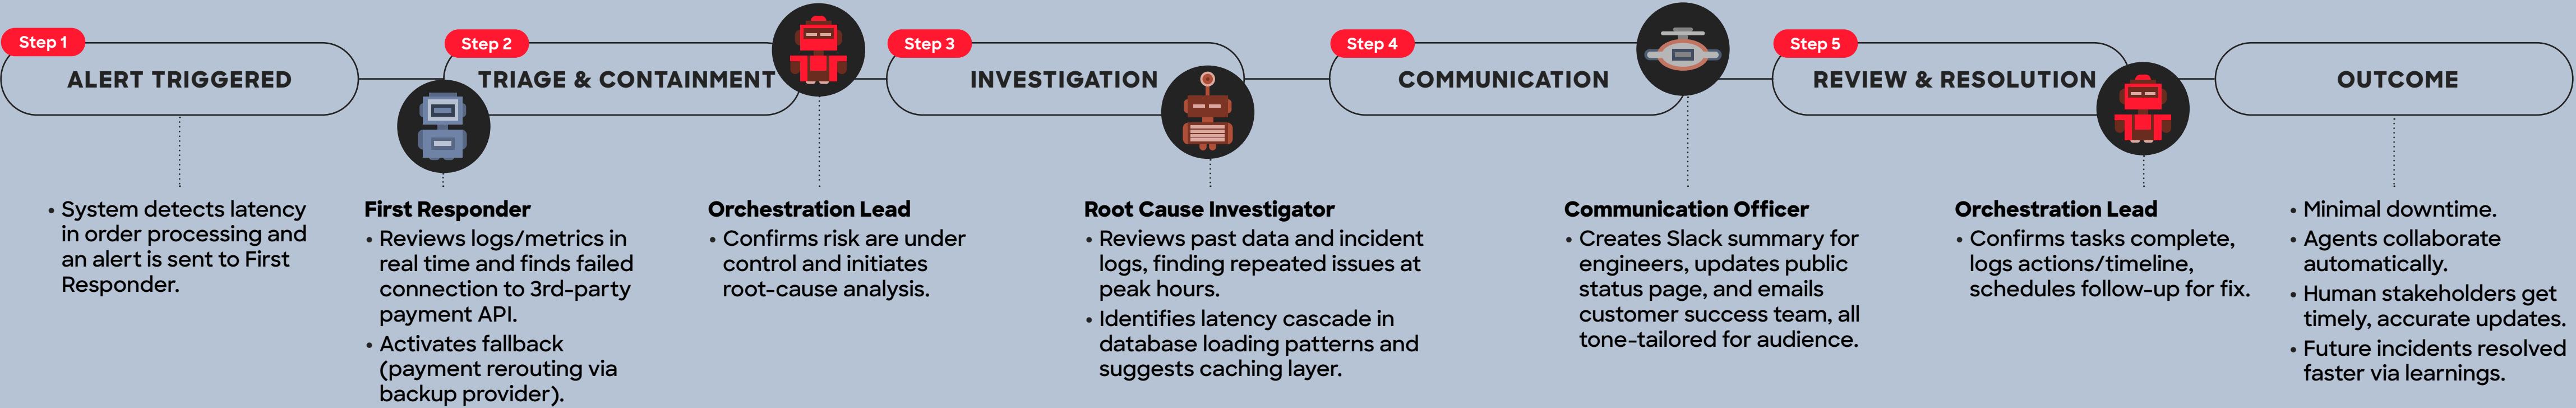 Step 1
ALERT TRIGGERED
• System detects latency
in order processing and
an alert is sent to First
Responder.
Step 2
TRIAGE & CONTAINMENT
First Responder
• Reviews logs/metrics in
real time and finds failed
connection to 3rd-party
payment API.
• Activates fallback
(payment rerouting via
backup provider).
Orchestration Lead
• Confirms risk are under
control and initiates
root-cause analysis.
Step 3
INVESTIGATION
Root Cause Investigator
• Reviews past data and incident
logs, finding repeated issues at
peak hours.
• Identifies latency cascade in
database loading patterns and
suggests caching layer.
Step 4
COMMUNICATION
Communication Officer
• Creates Slack summary for
engineers, updates public
status page, and emails
customer success team, all
tone-tailored for audience.
Step 5
REVIEW & RESOLUTION
Orchestration Lead
• Confirms tasks complete,
logs actions/timeline,
schedules follow-up for fix.
OUTCOME
• Minimal downtime.
• Agents collaborate
automatically.
• Human stakeholders get
timely, accurate updates.
• Future incidents resolved
faster via learnings.